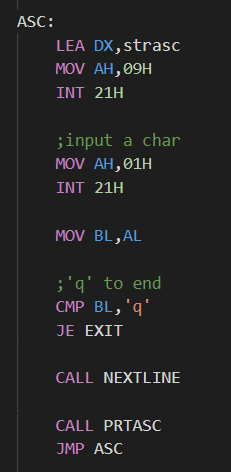 ASC:
LEA DX,strasc
MOV AH,09H
INT 21H
;input a char
MOV AH,01H
INT 21H
MOV BL,AL
;'q' to end
CMP BL,'q'
JE EXIT
CALL NEXTLINE
CALL PRTASC
JMP ASC